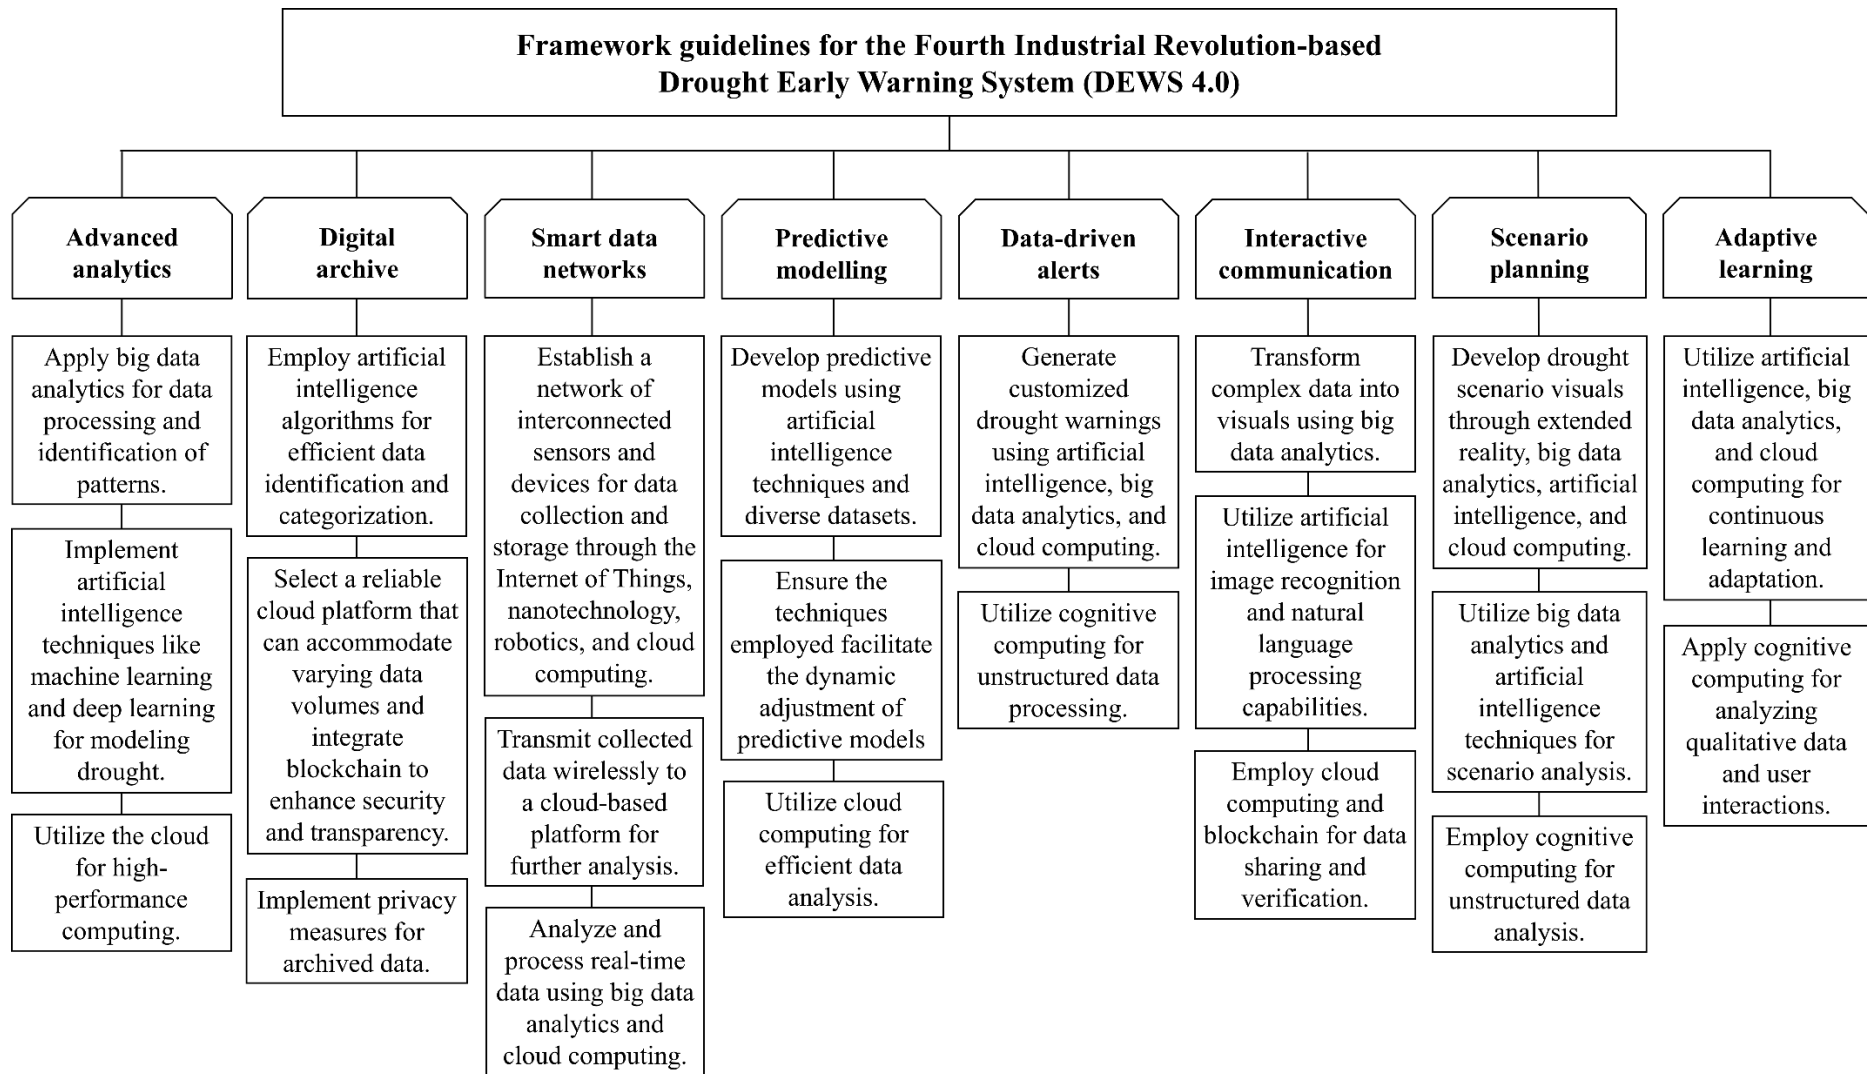 Framework guidelines for the Fourth Industrial Revolution-based
Drought Early Warning System (DEWS 4.0)
Advanced
analytics
Apply big data
analytics for data
processing and
identification of
patterns.
Implement
artificial
intelligence
techniques like
machine learning
and deep learning
for modeling
drought.
Utilize the cloud
for high-
performance
computing.
Digital
archive
Employ artificial
intelligence
algorithms for
efficient data
identification and
categorization.
Select a reliable
cloud platform that
can accommodate
varying data
volumes and
integrate
blockchain to
enhance security
and transparency.
Implement privacy
measures for
archived data.
Smart data
networks
Establish a
network of
interconnected
sensors and
devices for data
collection and
storage through the
Internet of Things,
nanotechnology,
robotics, and cloud
computing.
Transmit collected
data wirelessly to
a cloud-based
platform for
further analysis.
Analyze and
process real-time
data using big data
analytics and
cloud computing.
Predictive
modelling
Develop predictive
models using
artificial
intelligence
techniques and
diverse datasets.
Ensure the
techniques
employed facilitate
the dynamic
adjustment of
predictive models
Utilize cloud
computing for
efficient data
analysis.
Data-driven
alerts
Generate
customized
drought warnings
using artificial
intelligence, big
data analytics, and
cloud computing.
Utilize cognitive
computing for
unstructured data
processing.
Interactive
communication
Transform
complex data into
visuals using big
data analytics.
Utilize artificial
intelligence for
image recognition
and natural
language
processing
capabilities.
Employ cloud
computing and
blockchain for data
sharing and
verification.
Scenario
planning
Develop drought
scenario visuals
through extended
reality, big data
analytics, artificial
intelligence, and
cloud computing.
Utilize big data
analytics and
artificial
intelligence
techniques for
scenario analysis.
Employ cognitive
computing for
unstructured data
analysis.
Adaptive
learning
Utilize artificial
intelligence, big
data analytics,
and cloud
computing for
continuous
learning and
adaptation.
Apply cognitive
computing for
analyzing
qualitative data
and user
interactions.